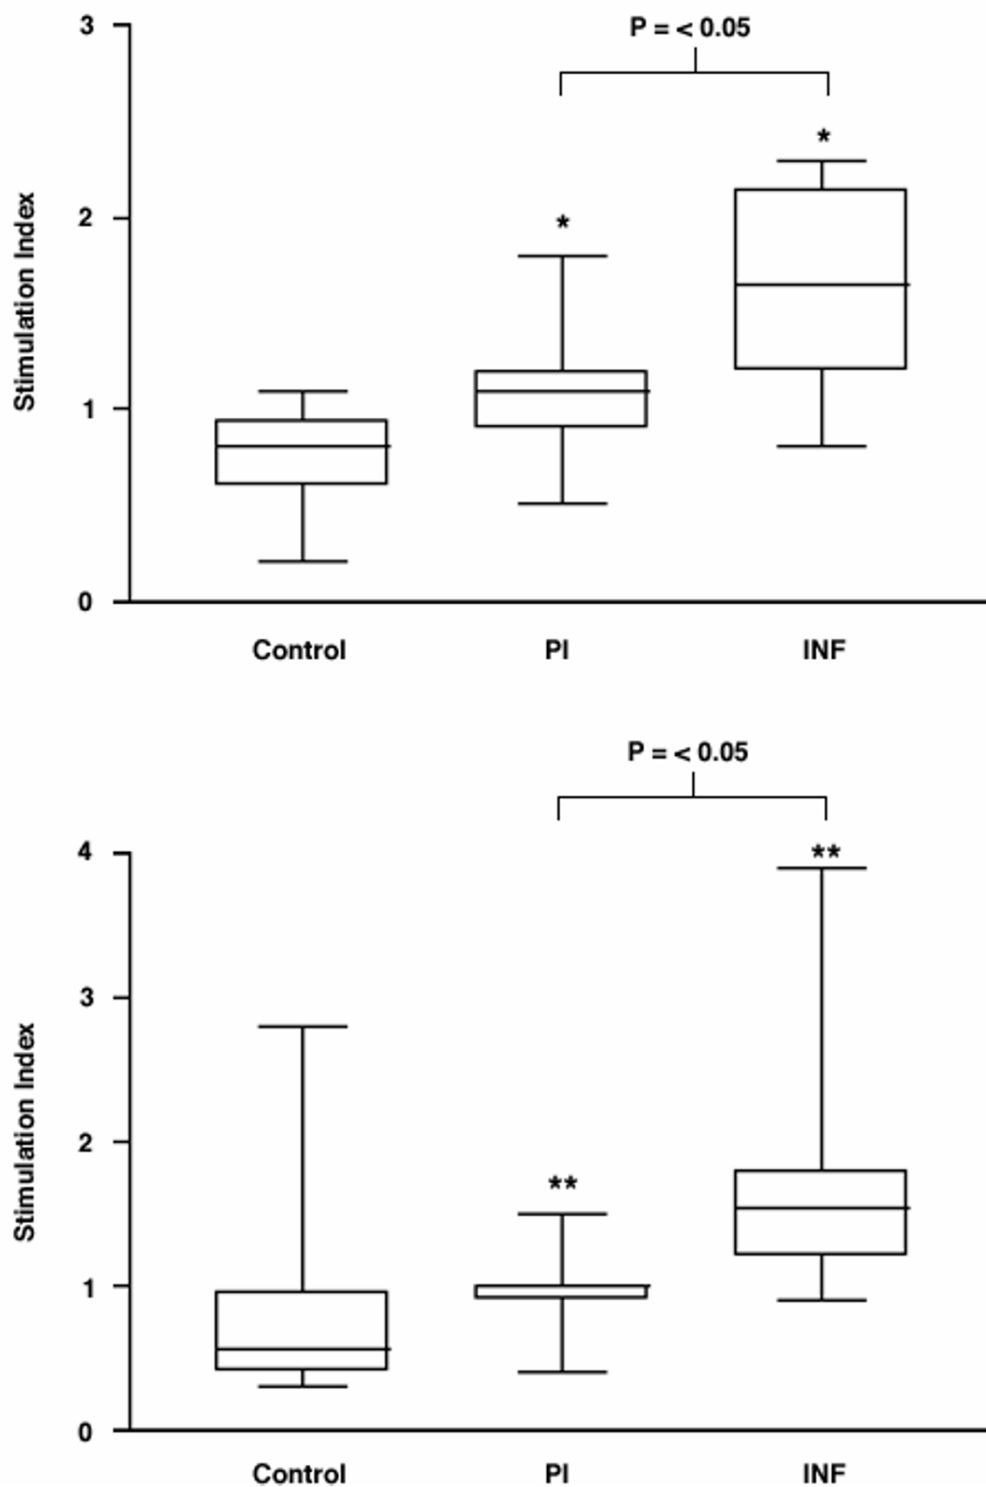 P = < 0.05
3
*
*
2
Stimulation Index
1
0
Control PI INF
P = < 0.05
4
**
3
**
2
Stimulation Index
1
0
Control PI INF